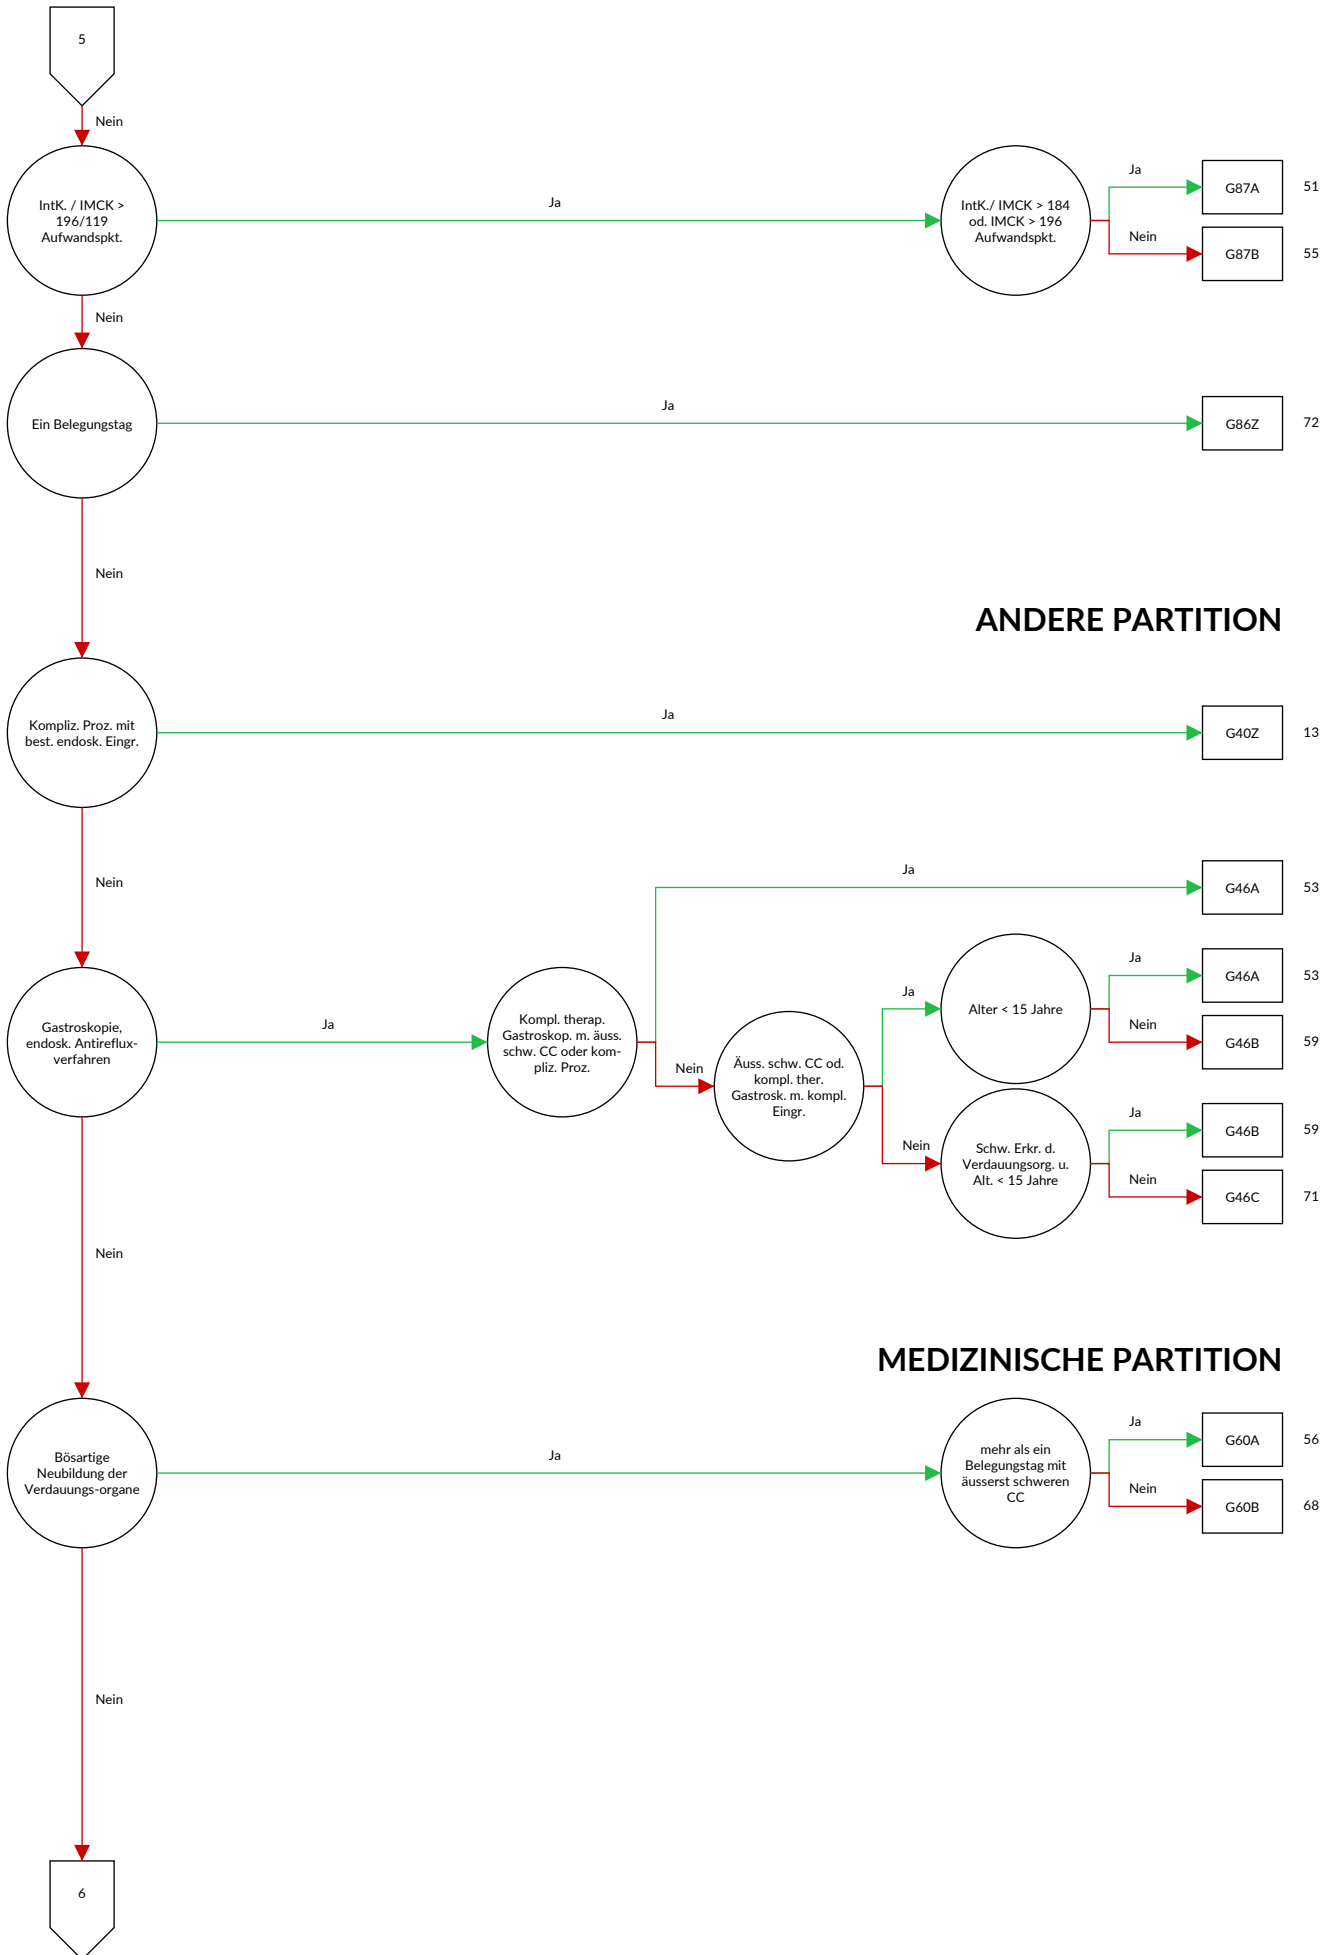 5
Nein
IntK. / IMCK >
196/119
Aufwandspkt.
Ja
IntK./ IMCK > 184
od. IMCK > 196
Aufwandspkt.
Ja
G87A
51
Nein
G87B
55
Nein
Ein Belegungstag
Ja
G86Z
72
Nein
ANDERE PARTITION
Kompliz. Proz. mit
best. endosk. Eingr.
Ja
G40Z
13
Nein
Gastroskopie,
endosk. Antireflux-
verfahren
Ja
Kompl. therap.
Gastroskop. m. äuss.
schw. CC oder kom-
pliz. Proz.
Ja
G46A
53
Nein
Äuss. schw. CC od.
kompl. ther.
Gastrosk. m. kompl.
Eingr.
Ja
Alter < 15 Jahre
Ja
G46A
53
Nein
G46B
59
Nein
Schw. Erkr. d.
Verdauungsorg. u.
Alt. < 15 Jahre
Ja
G46B
59
Nein
G46C
71
Nein
MEDIZINISCHE PARTITION
Bösartige
Neubildung der
Verdauungs-organe
Ja
mehr als ein
Belegungstag mit
äusserst schweren
CC
Ja
G60A
56
Nein
G60B
68
Nein
6